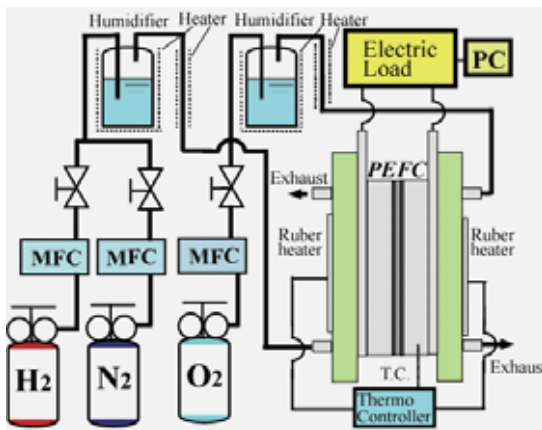 Humidifier
Heater
Humidifier
Heater
Electric
Load
PC
PEFC
Exhaust
Ruber
heater
Ruber
heater
MFC
MFC
MFC
H2
N2
O2
T.C.
Exhaus
Thermo
Controller